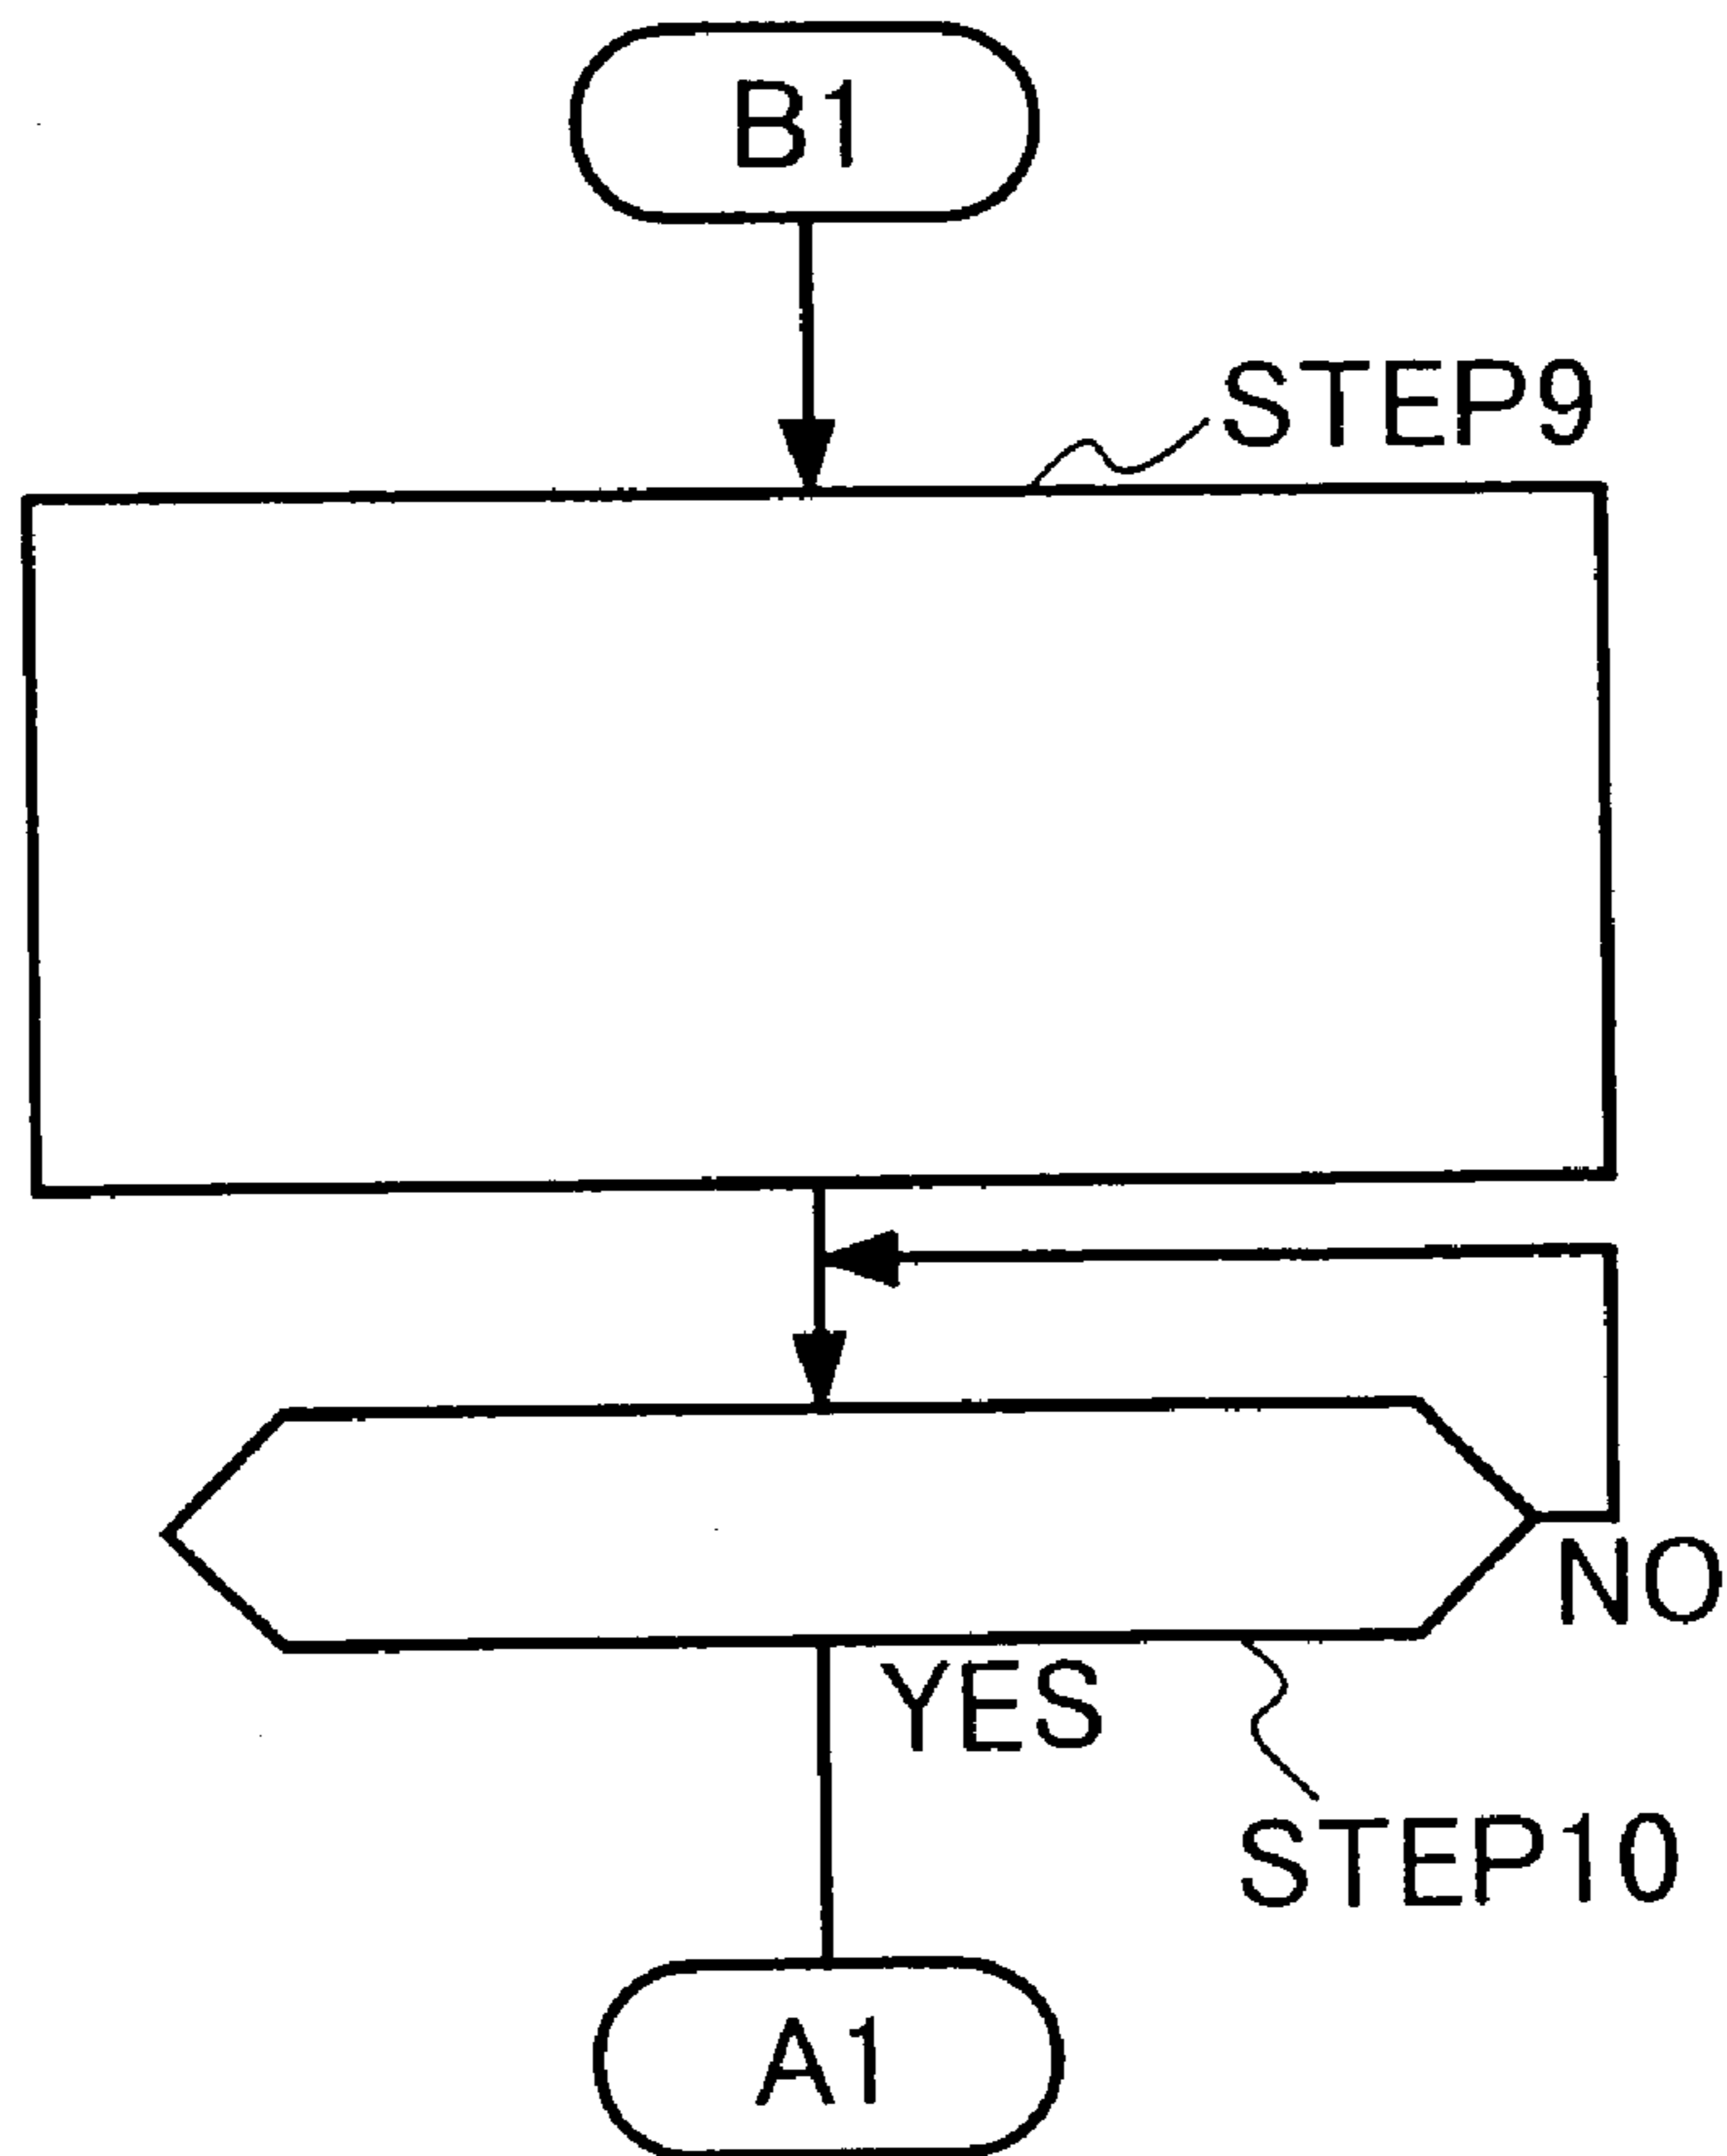 B1
STEP9
NO
YES
STEP10
A1